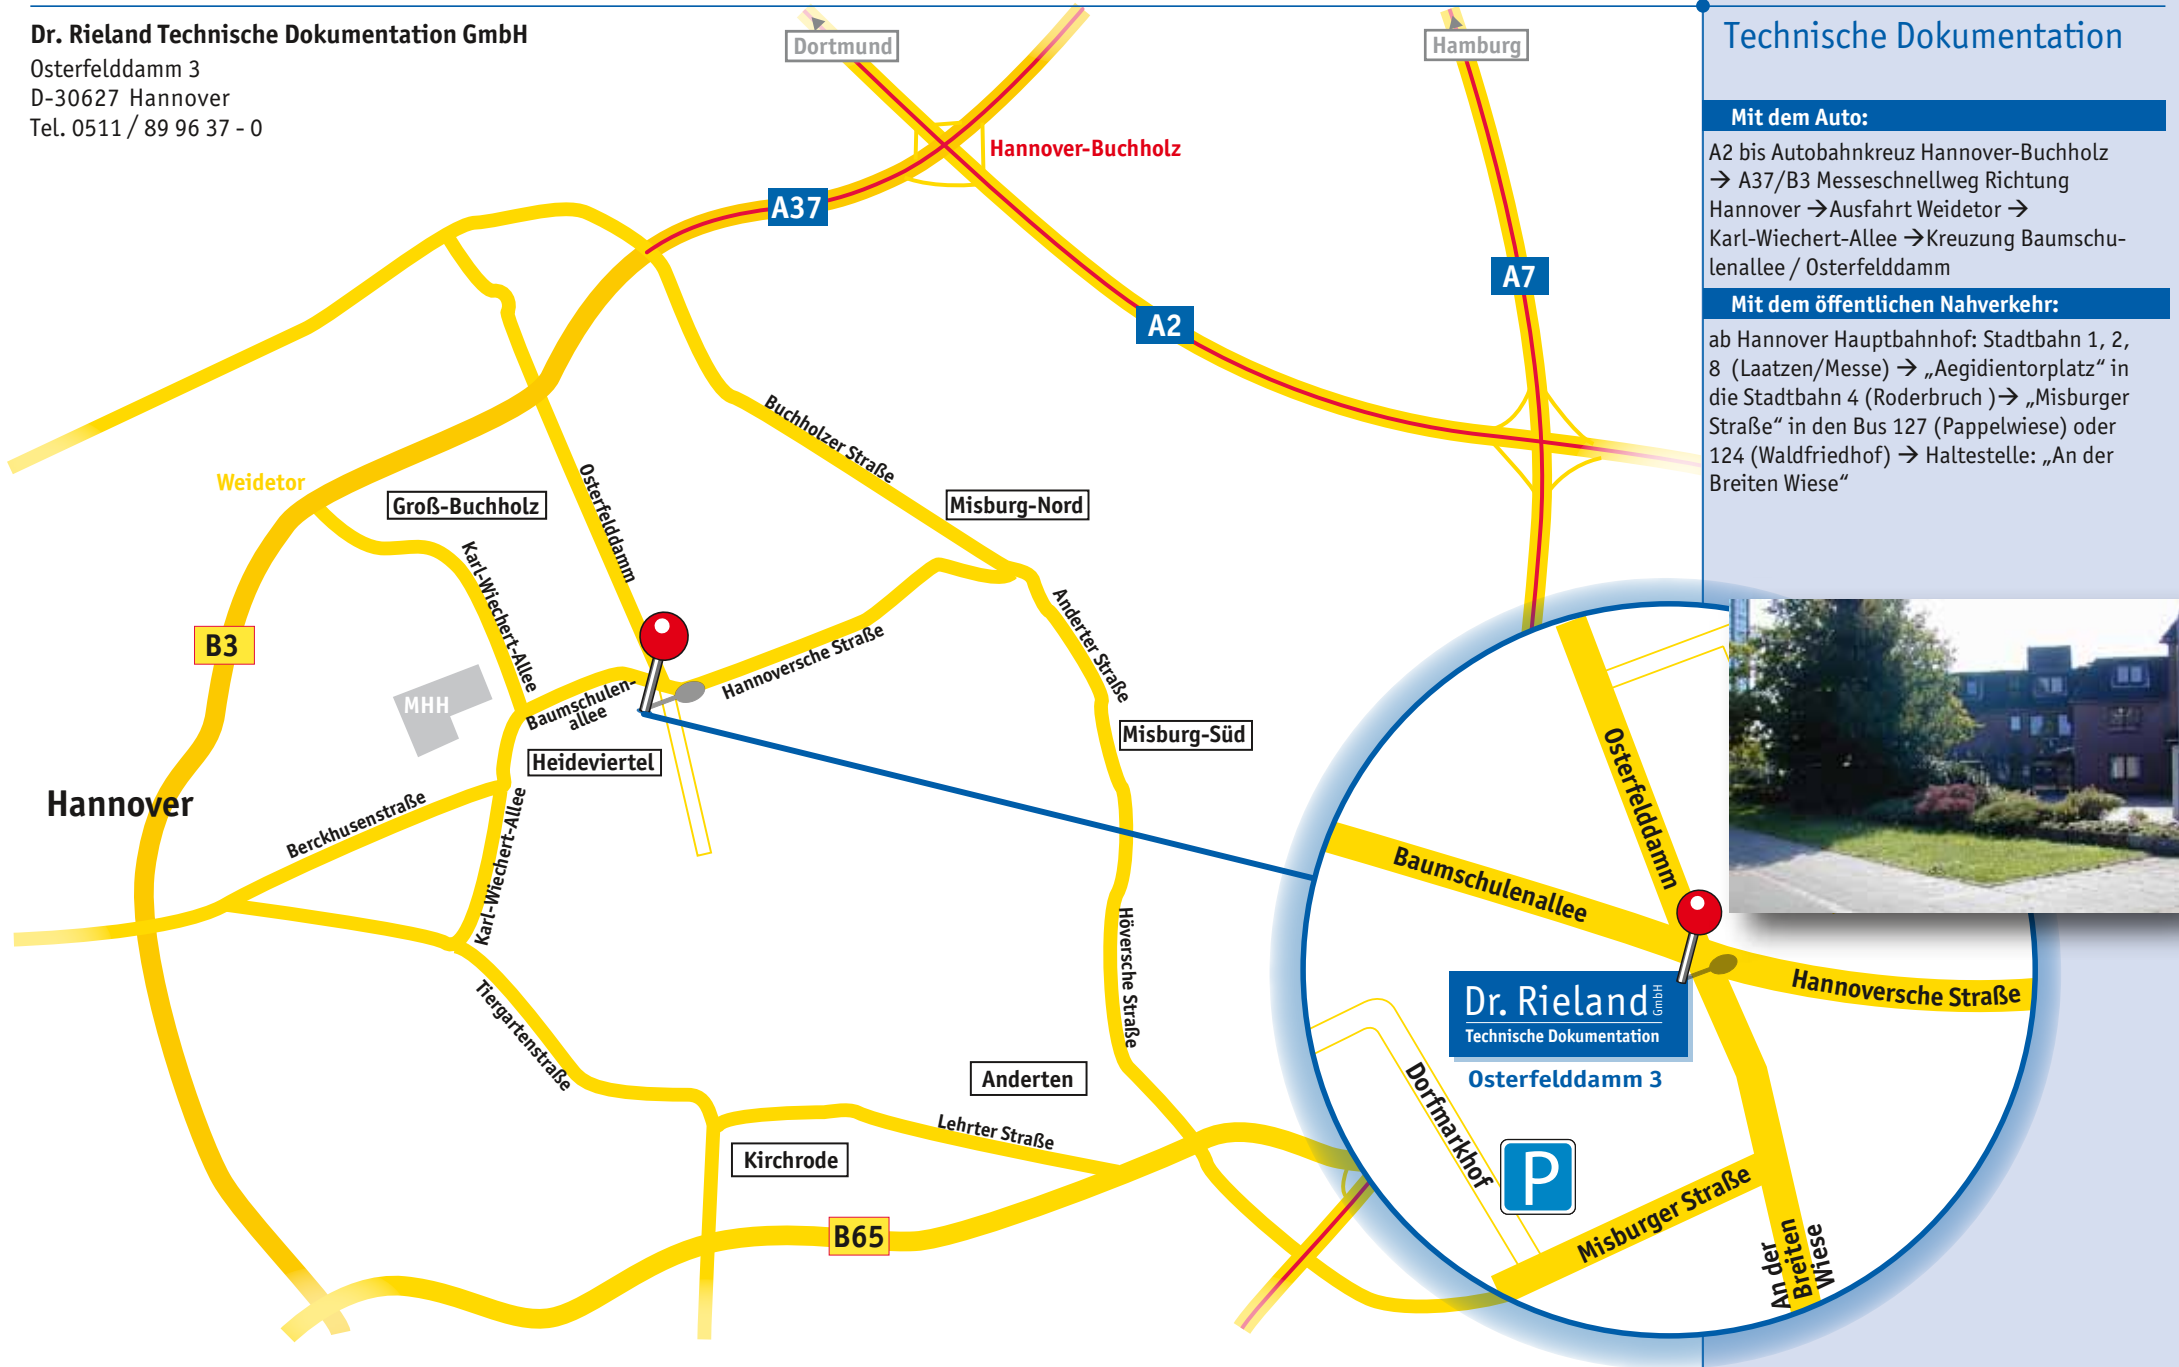 Dr. Rieland Technische Dokumentation GmbH
Osterfelddamm 3
D-30627 Hannover
Tel. 0511 / 89 96 37 - 0
Technische Dokumentation
Mit dem Auto:
A2 bis Autobahnkreuz Hannover-Buchholz
→ A37/B3 Messeschnellweg Richtung
Hannover →Ausfahrt Weidetor →
Karl-Wiechert-Allee →Kreuzung Baumschu-
lenallee / Osterfelddamm
Mit dem öffentlichen Nahverkehr:
ab Hannover Hauptbahnhof: Stadtbahn 1, 2,
8 (Laatzen/Messe) → „Aegidientorplatz“ in
die Stadtbahn 4 (Roderbruch )→ „Misburger
Straße“ in den Bus 127 (Pappelwiese) oder
124 (Waldfriedhof) → Haltestelle: „An der
Breiten Wiese“
Dortmund
Hamburg
Hannover-Buchholz
A37
A7
A2
Buchholzer Straße
Weidetor
Osterfelddamm
Groß-Buchholz
Misburg-Nord
Karl-Wiechert-Allee
Anderter Straße
B3
Hannoversche Straße
MHH
Baumschulen-
allee
Misburg-Süd
Heideviertel
Hannover
Berckhusenstraße
Karl-Wiechert-Allee
Höversche Straße
Tiergartenstraße
Anderten
Lehrter Straße
Kirchrode
B65
Osterfelddamm
Baumschulenallee
Hannoversche Straße
Dr. Rieland GmbH
Technische Dokumentation
Osterfelddamm 3
Dorfmarkhof
P
Misburger Straße
An der
Breiten
Wiese